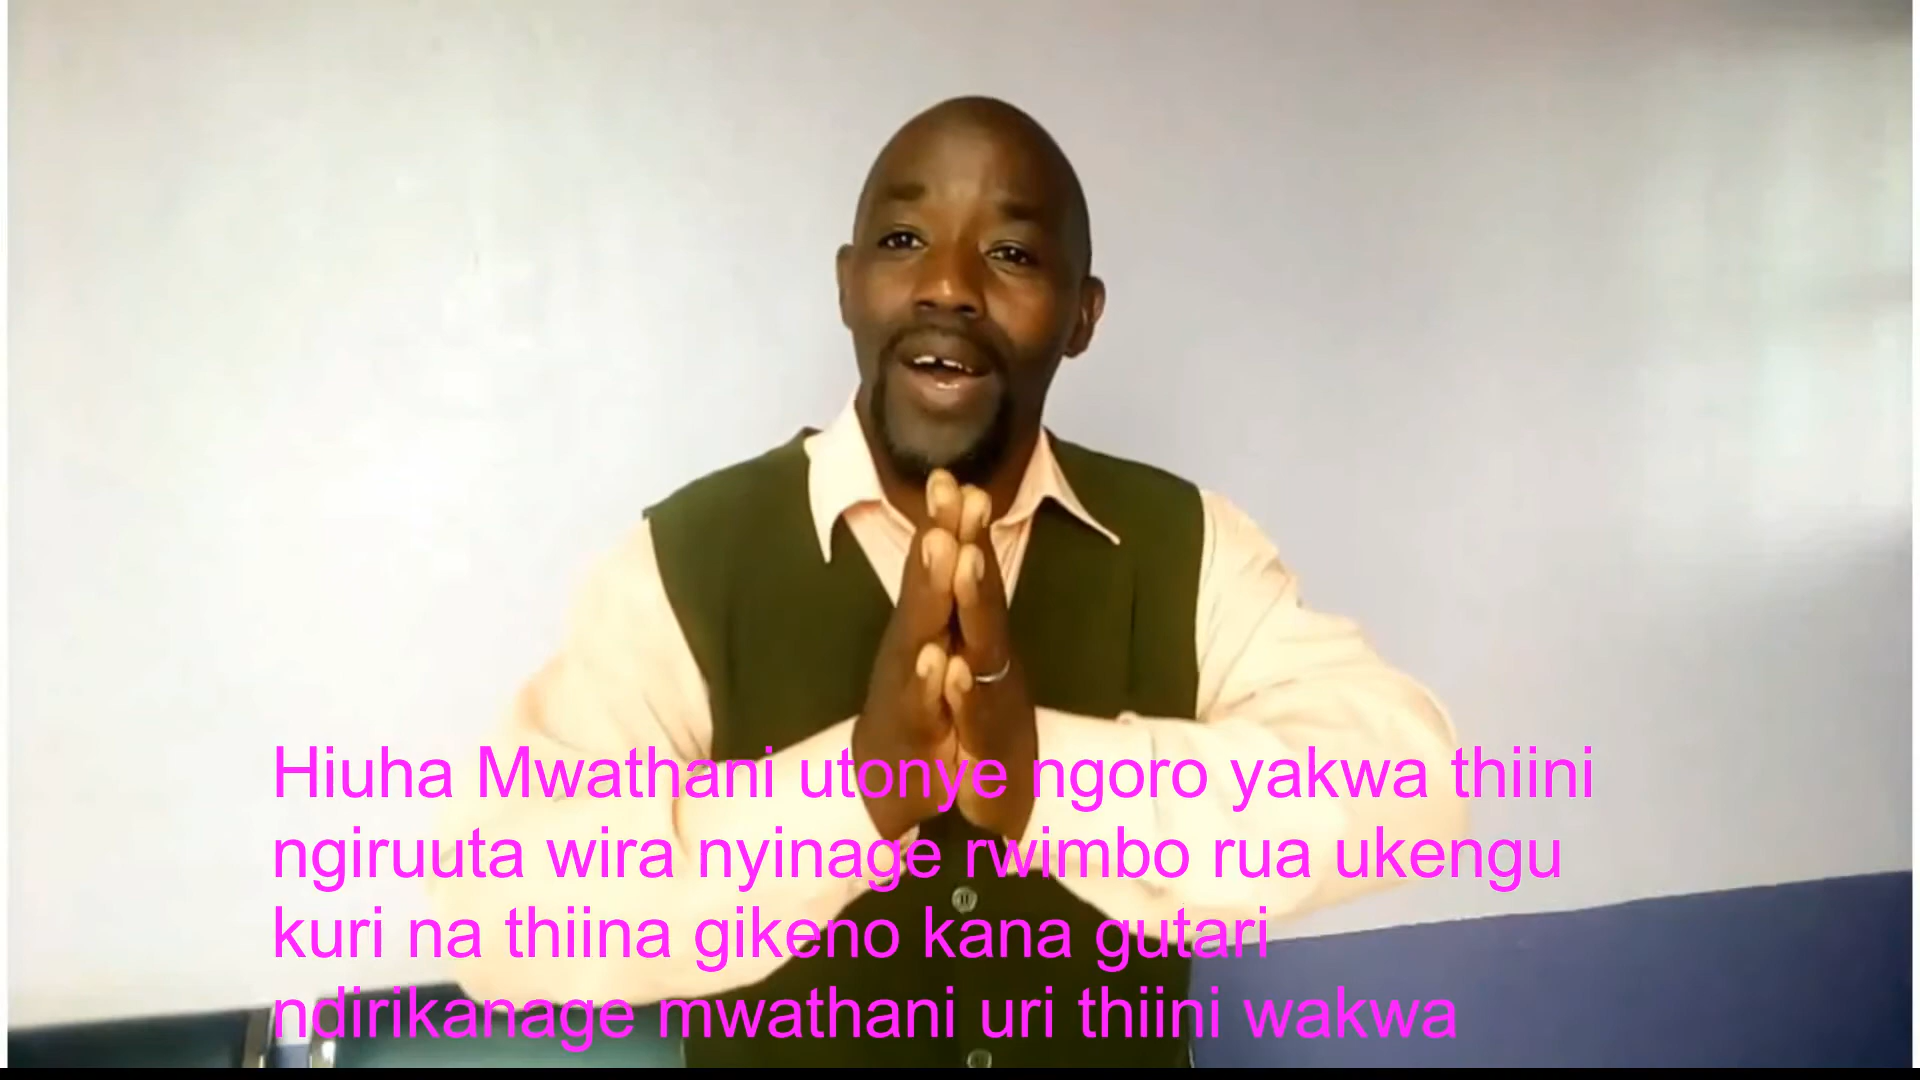 Hiuha Mwathani utonye ngoro yakwa thiini
ngiruuta wira nyinage rwimbo rua ukengu
kuri na thiina gikeno kana gutari
ndirikanage mwathani uri thiini wakwa